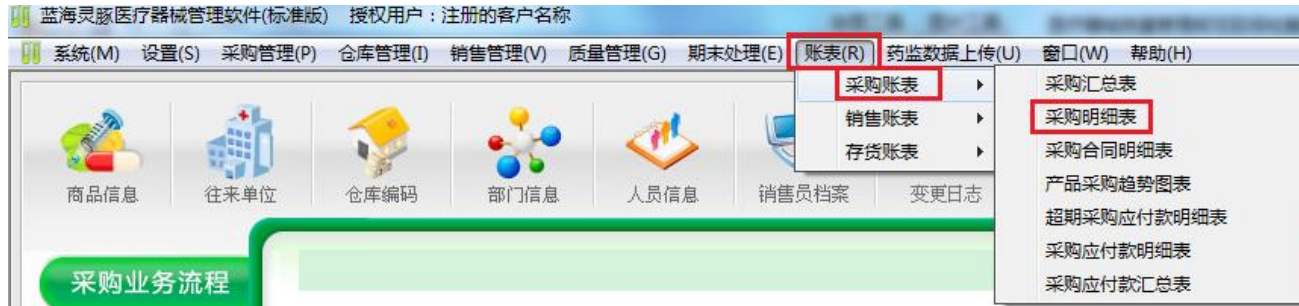 蓝海灵豚医疗器械管理软件(标准版) 授权用户：注册的客户名称
系统(M) 设置(S) 采购管理(P) 仓库管理(I) 销售管理(V) 质量管理(G) 期末处理(E) 账表(R) 药监数据上传(U) 窗口(W) 帮助(H)
采购账表
销售账表
存货账表
采购汇总表
采购明细表
采购合同明细表
产品采购趋势图表
超期采购应付款明细表
采购应付款明细表
采购应付款汇总表
商品信息 往来单位 仓库编码 部门信息 人员信息 销售员档案 变更日志
采购业务流程